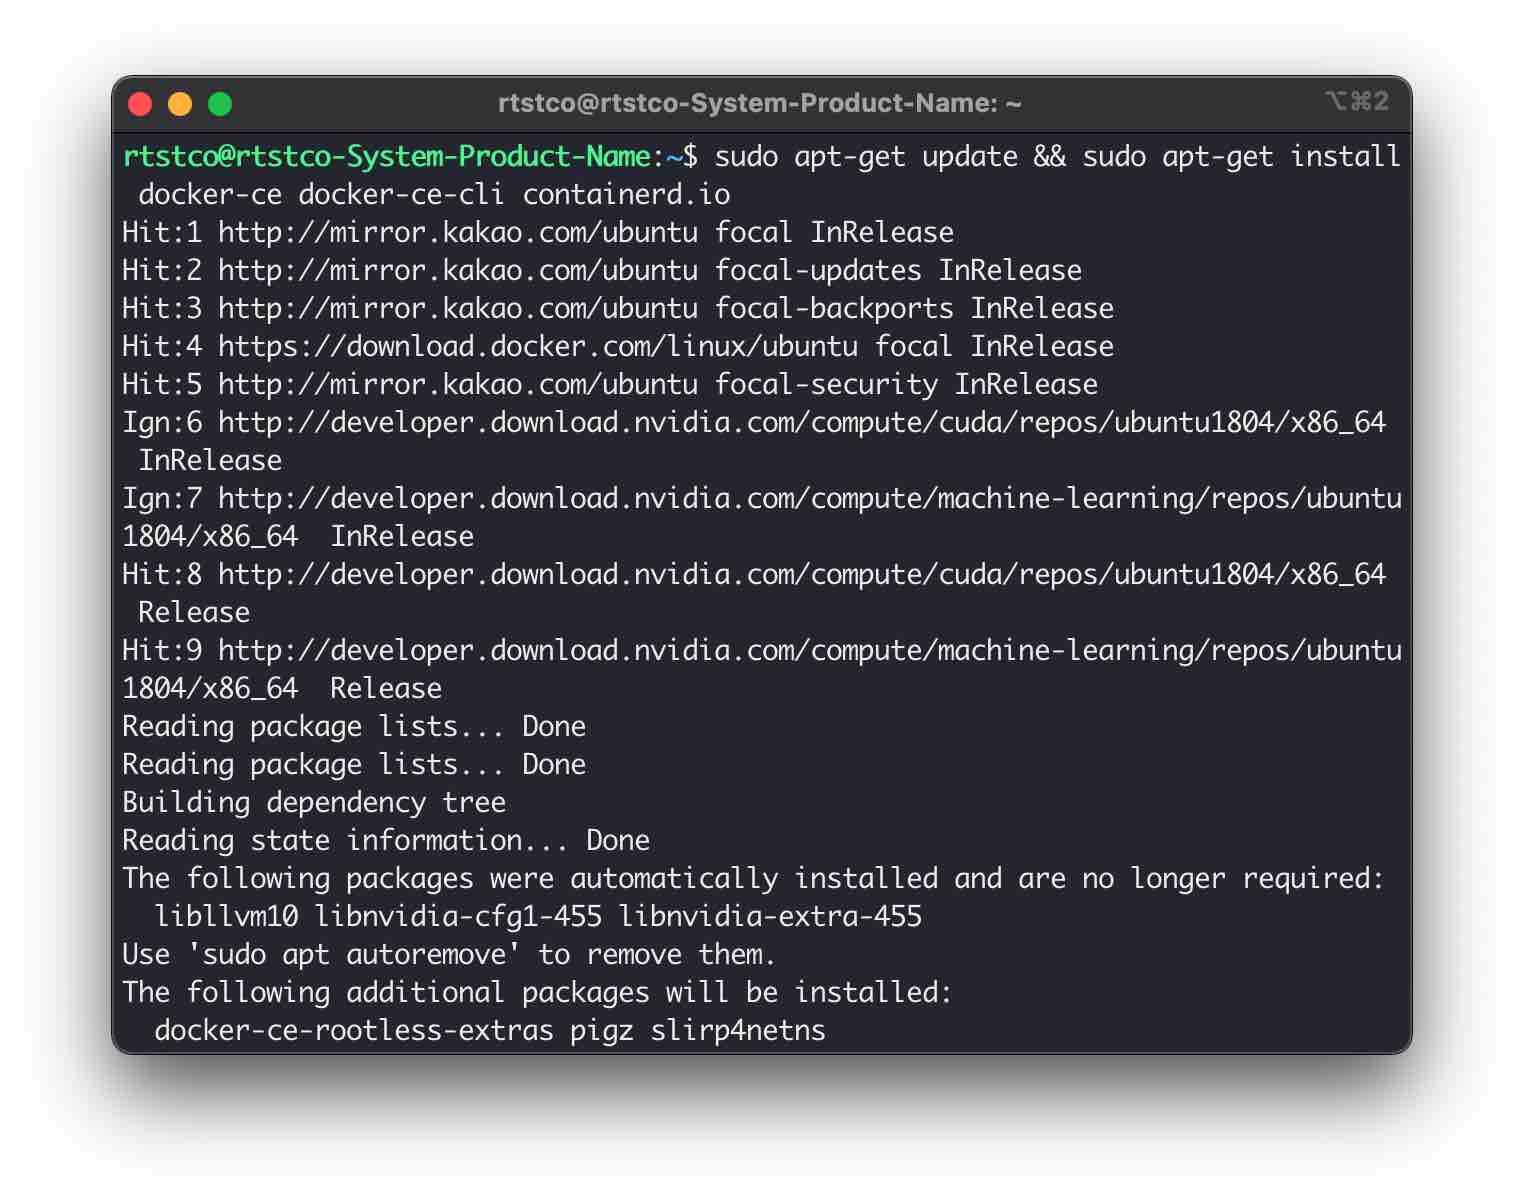 rtstco@rtstco-System-Product-Name: ~
⌥⌘2
rtstco@rtstco-System-Product-Name:~$ sudo apt-get update && sudo apt-get install
 docker-ce docker-ce-cli containerd.io
Hit:1 http://mirror.kakao.com/ubuntu focal InRelease
Hit:2 http://mirror.kakao.com/ubuntu focal-updates InRelease
Hit:3 http://mirror.kakao.com/ubuntu focal-backports InRelease
Hit:4 https://download.docker.com/linux/ubuntu focal InRelease
Hit:5 http://mirror.kakao.com/ubuntu focal-security InRelease
Ign:6 http://developer.download.nvidia.com/compute/cuda/repos/ubuntu1804/x86_64
 InRelease
Ign:7 http://developer.download.nvidia.com/compute/machine-learning/repos/ubuntu
1804/x86_64  InRelease
Hit:8 http://developer.download.nvidia.com/compute/cuda/repos/ubuntu1804/x86_64
 Release
Hit:9 http://developer.download.nvidia.com/compute/machine-learning/repos/ubuntu
1804/x86_64  Release
Reading package lists... Done
Reading package lists... Done
Building dependency tree
Reading state information... Done
The following packages were automatically installed and are no longer required:
  libllvm10 libnvidia-cfg1-455 libnvidia-extra-455
Use 'sudo apt autoremove' to remove them.
The following additional packages will be installed:
  docker-ce-rootless-extras pigz slirp4netns